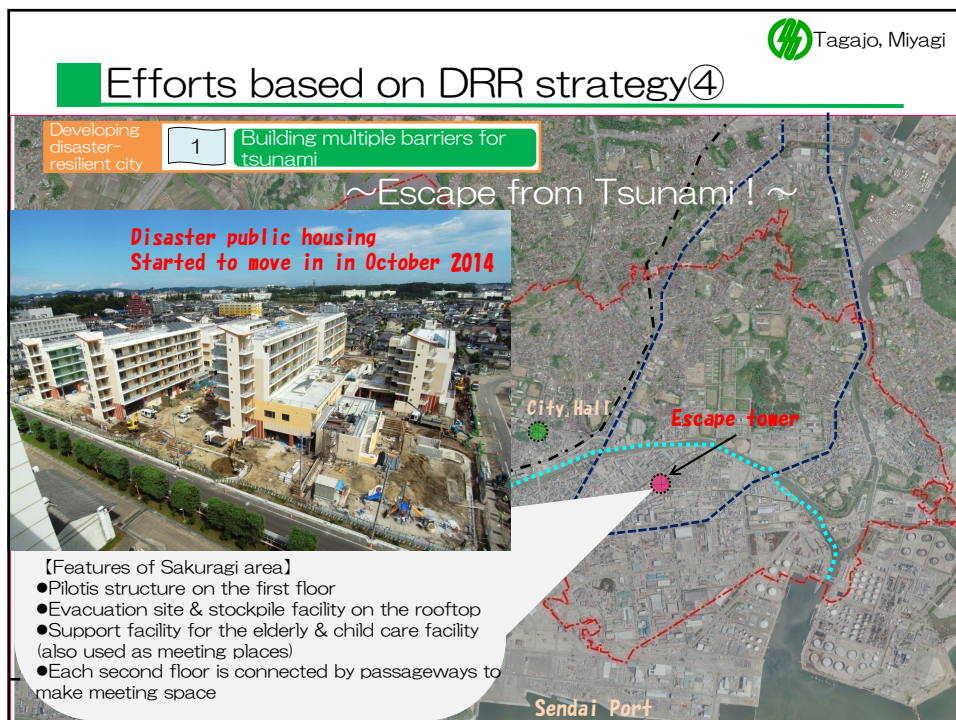 Tagajo, Miyagi
Efforts based on DRR strategy④
Developing
disaster-
resilient city
1
Building multiple barriers for
tsunami
～Escape from Tsunami！～
Disaster public housing
Started to move in in October 2014
City Hall
Escape tower
【Features of Sakuragi area】
●Pilotis structure on the first floor
●Evacuation site & stockpile facility on the rooftop
●Support facility for the elderly & child care facility
(also used as meeting places)
●Each second floor is connected by passageways to
make meeting space
Sendai Port